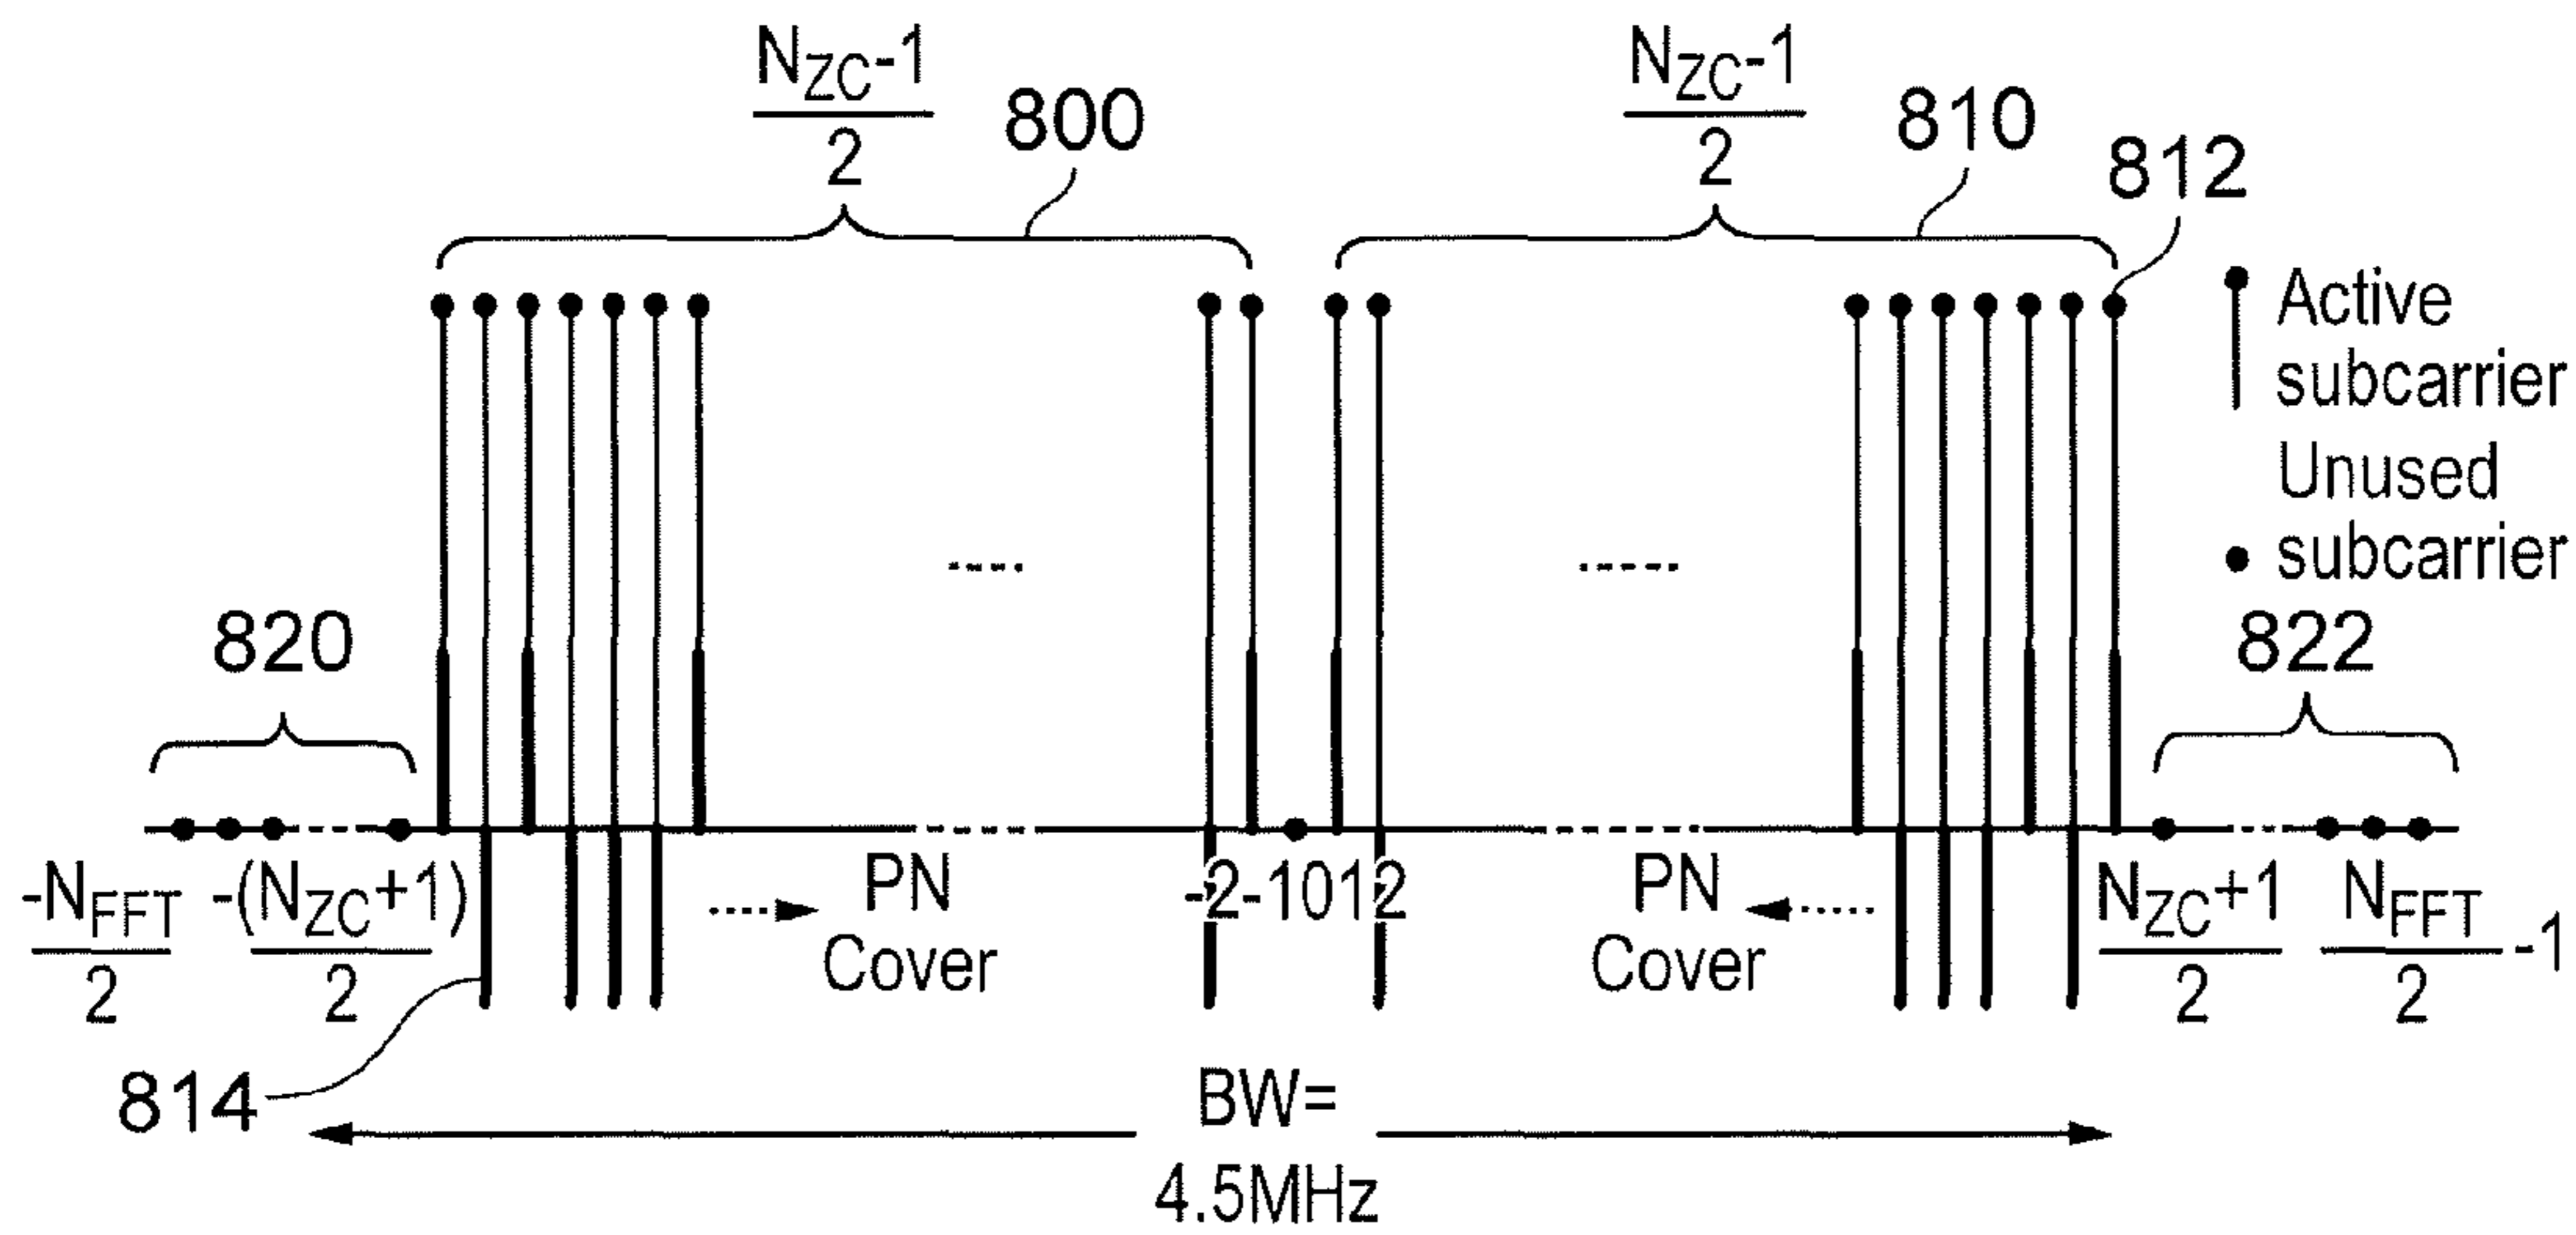 N_ZC-1
2
800
N_ZC-1
2
810
812
Active
subcarrier
Unused
subcarrier
820
822
-N_FFT
2
-(N_ZC+1)
2
PN
Cover
-2-1012
PN
Cover
N_ZC+1
2
N_FFT
2
-1
814
BW=
4.5MHz